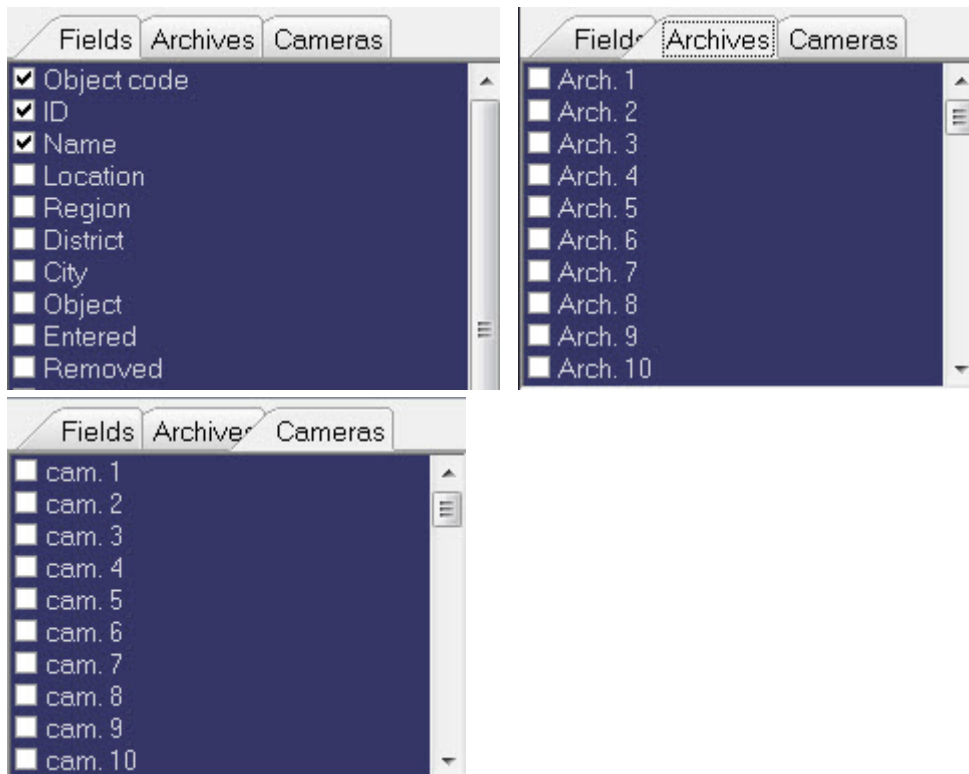 Fields Archives Cameras
Object code
ID
Name
Location
Region
District
City
Object
Entered
Removed
Archives Cameras
Arch. 1
Arch. 2
Arch. 3
Arch. 4
Arch. 5
Arch. 6
Arch. 7
Arch. 8
Arch. 9
Arch. 10
Fields Cameras
cam. 1
cam. 2
cam. 3
cam. 4
cam. 5
cam. 6
cam. 7
cam. 8
cam. 9
cam. 10